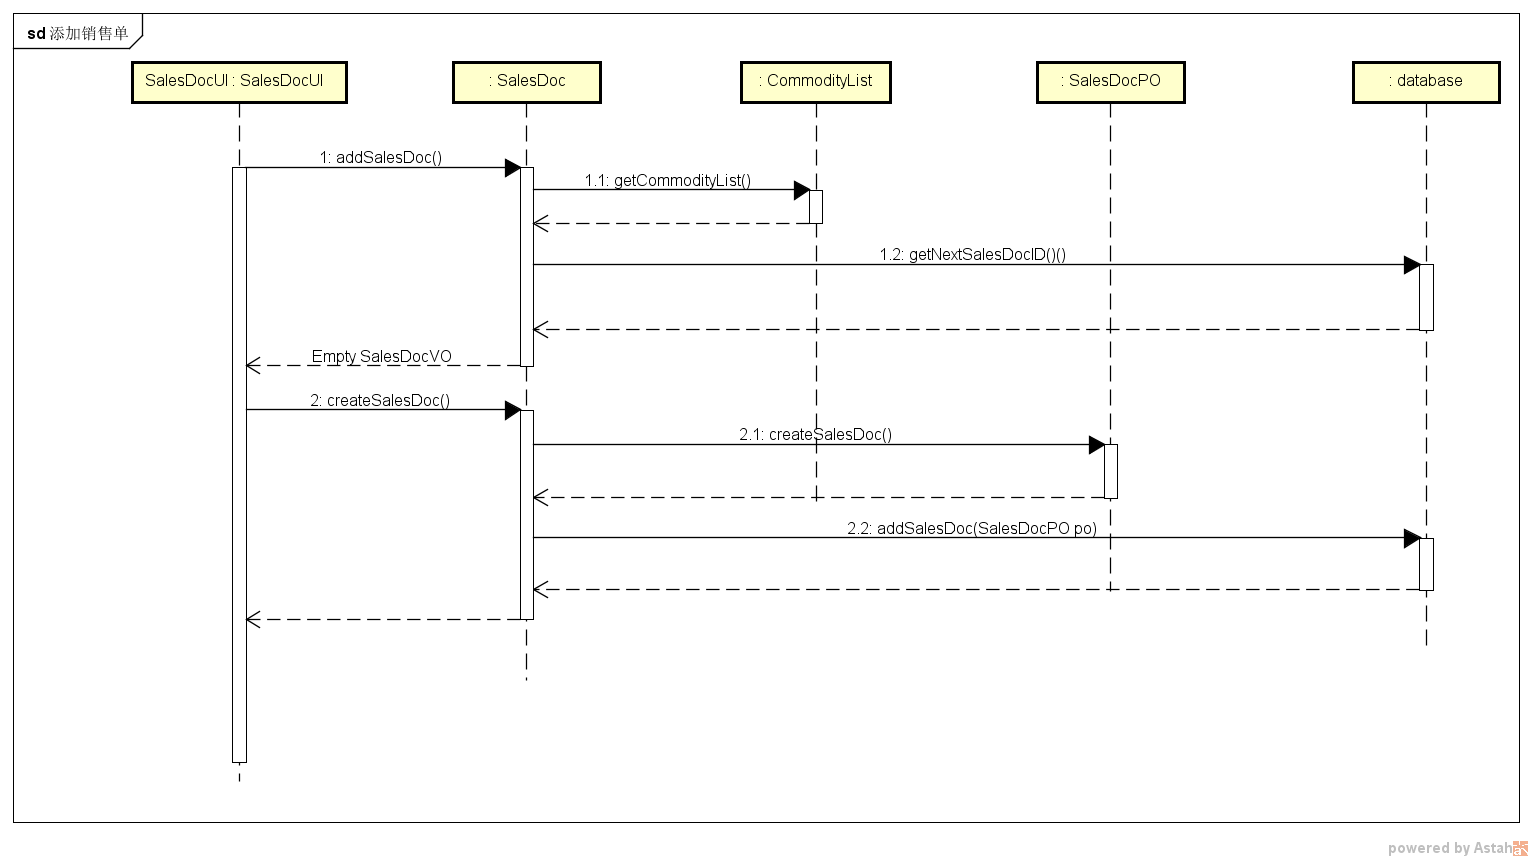 sd 添加销售单
SalesDocUI : SalesDocUI
: SalesDoc
: CommodityList
: SalesDocPO
: database
1: addSalesDoc()
1.1: getCommodityList()
1.2: getNextSalesDocID()()
Empty SalesDocVO
2: createSalesDoc()
2.1: createSalesDoc()
2.2: addSalesDoc(SalesDocPO po)
powered by Astah